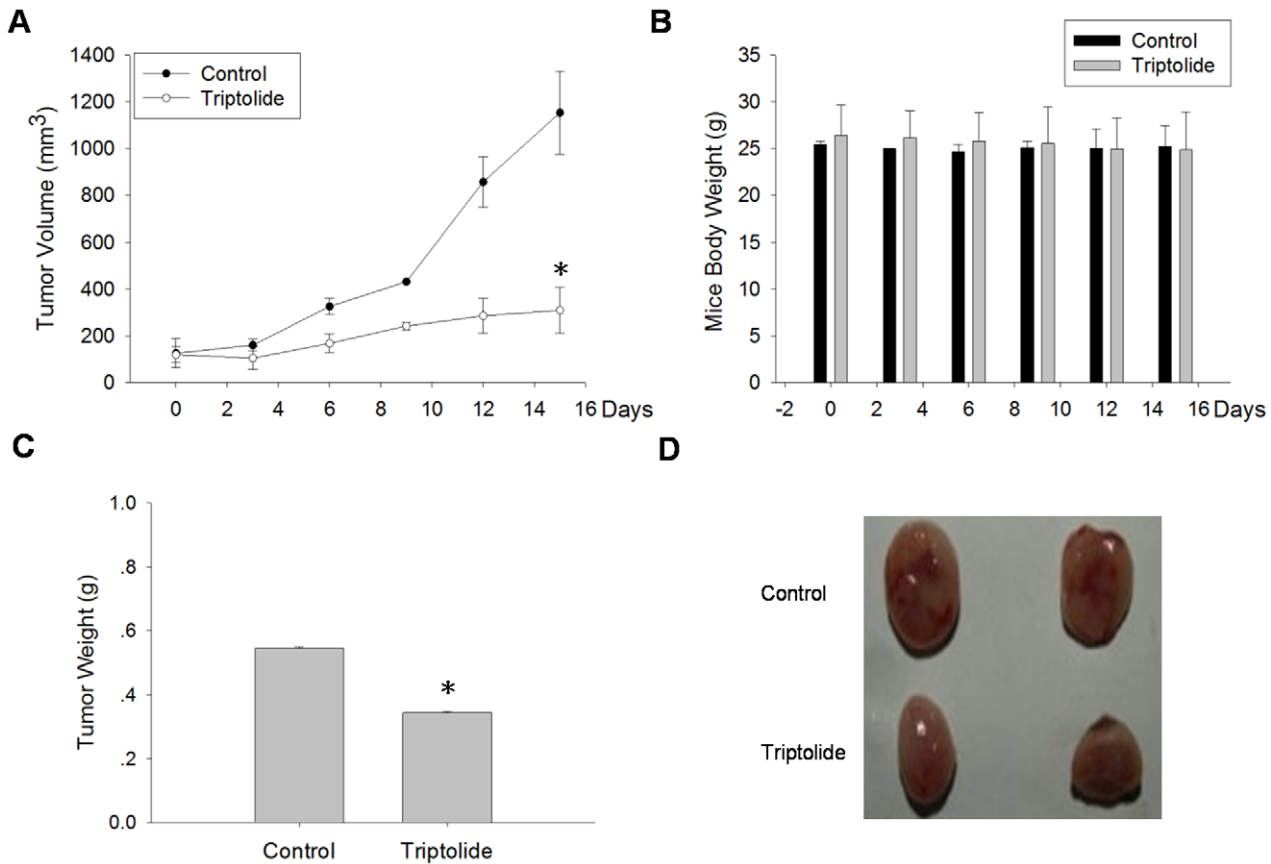 A
Control
Triptolide
Tumor Volume (mm3)
1400
1200
1000
800
600
400
200
0
*
0 2 4 6 8 10 12 14 16 Days
B
Control
Triptolide
Mice Body Weight (g)
35
30
25
20
15
10
5
0
-2 0 2 4 6 8 10 12 14 16 Days
C
Tumor Weight (g)
1.0
.8
.6
.4
.2
0.0
*
Control Triptolide
D
Control
Triptolide